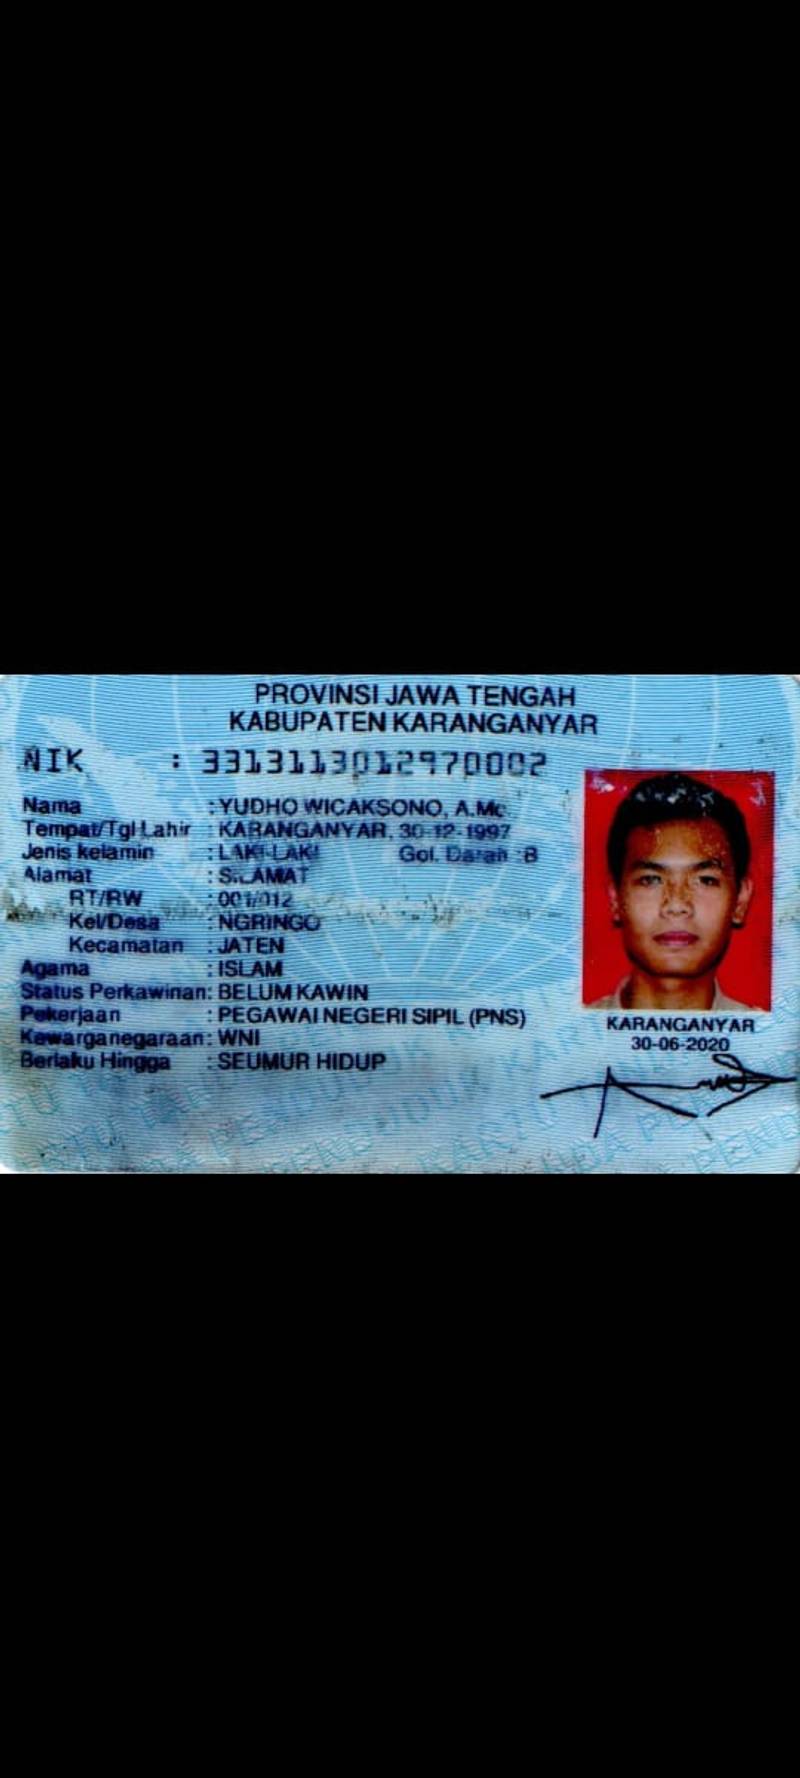 PROVINSI JAWA TENGAH
KABUPATEN KARANGANYAR
NIK : 3313113012970002
Nama : YUDHO WICAKSONO, A.Mc.
Tempat/Tgl Lahir : KARANGANYAR, 30-12-1997
Jenis kelamin : LAKI-LAKI Gol. Darah :B
Alamat :
RT/RW : 001/012
Kel/Desa : NGRINGO
Kecamatan : JATEN
Agama : ISLAM
Status Perkawinan: BELUM KAWIN
Pekerjaan : PEGAWAI NEGERI SIPIL (PNS)
Kewarganegaraan: WNI
Berlaku Hingga : SEUMUR HIDUP
KARANGANYAR
30-06-2020